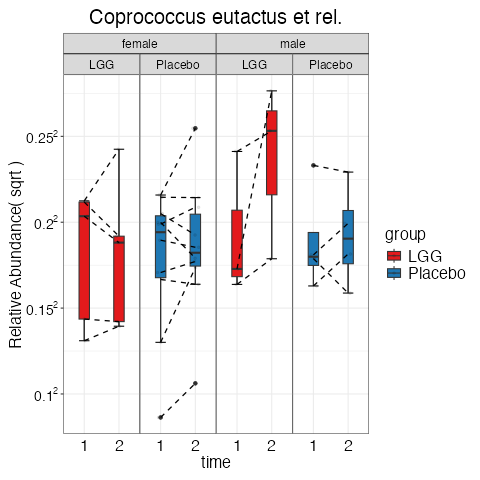 Coprococcus eutactus et rel.
female male
LGG Placebo LGG Placebo
Relative Abundance( sqrt )
0.25²
0.2²
0.15²
0.1²
group
LGG
Placebo
1 2 1 2 1 2 1 2
time